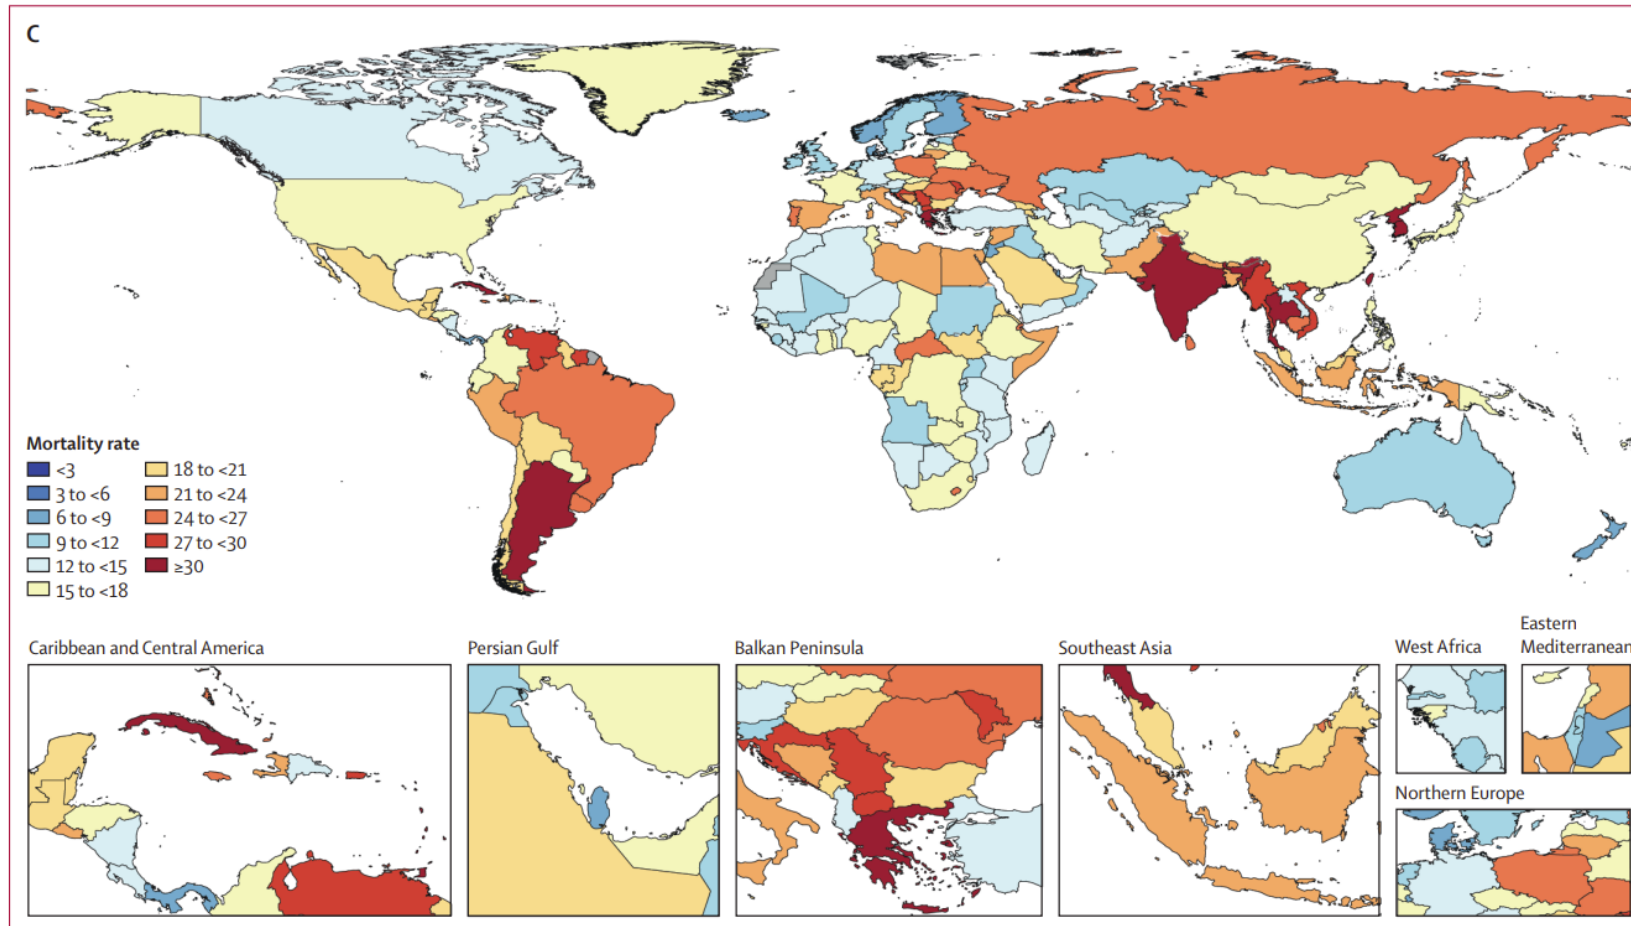 C
Mortality rate
<3
3 to <6
6 to <9
9 to <12
12 to <15
15 to <18
18 to <21
21 to <24
24 to <27
27 to <30
≥30
Caribbean and Central America
Persian Gulf
Balkan Peninsula
Southeast Asia
West Africa
Eastern
Mediterranean
Northern Europe